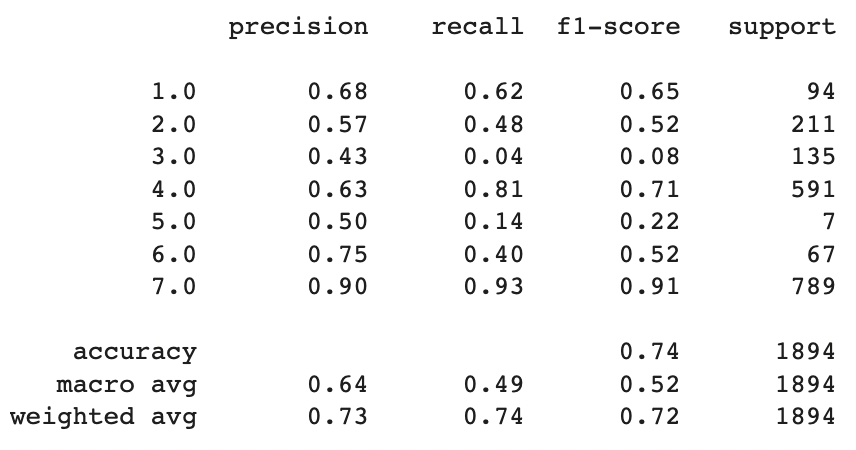 precision recall f1-score support
1.0 0.68 0.62 0.65 94
2.0 0.57 0.48 0.52 211
3.0 0.43 0.04 0.08 135
4.0 0.63 0.81 0.71 591
5.0 0.50 0.14 0.22 7
6.0 0.75 0.40 0.52 67
7.0 0.90 0.93 0.91 789
accuracy 0.74 1894
macro avg 0.64 0.49 0.52 1894
weighted avg 0.73 0.74 0.72 1894